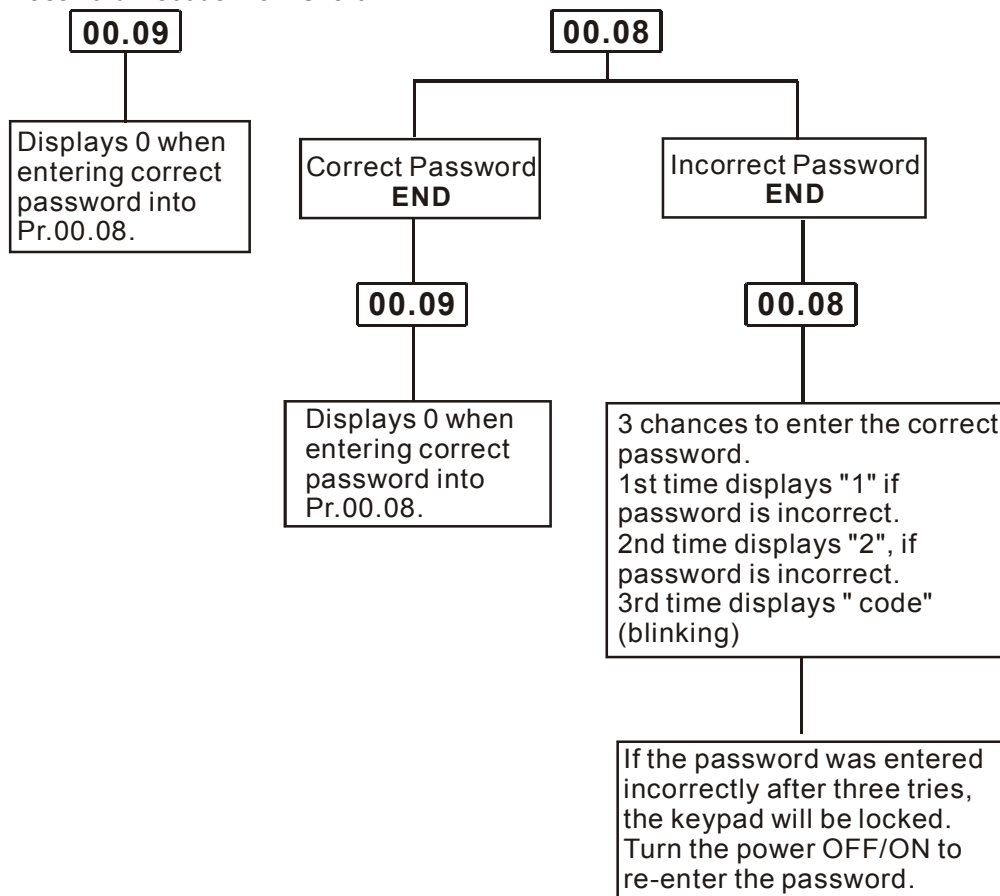 00.09
00.08
Displays 0 when
entering correct
password into
Pr.00.08.
Correct Password
END
Incorrect Password
END
00.09
00.08
Displays 0 when
entering correct
password into
Pr.00.08.
3 chances to enter the correct
password.
1st time displays "1" if
password is incorrect.
2nd time displays "2", if
password is incorrect.
3rd time displays " code"
(blinking)
If the password was entered
incorrectly after three tries,
the keypad will be locked.
Turn the power OFF/ON to
re-enter the password.